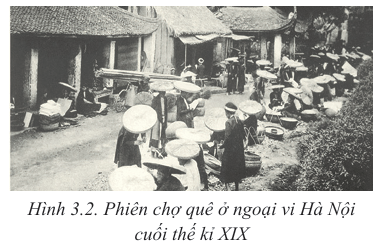 Hình 3.2. Phiên chợ quê ở ngoại vi Hà Nội
cuối thế kỉ XIX